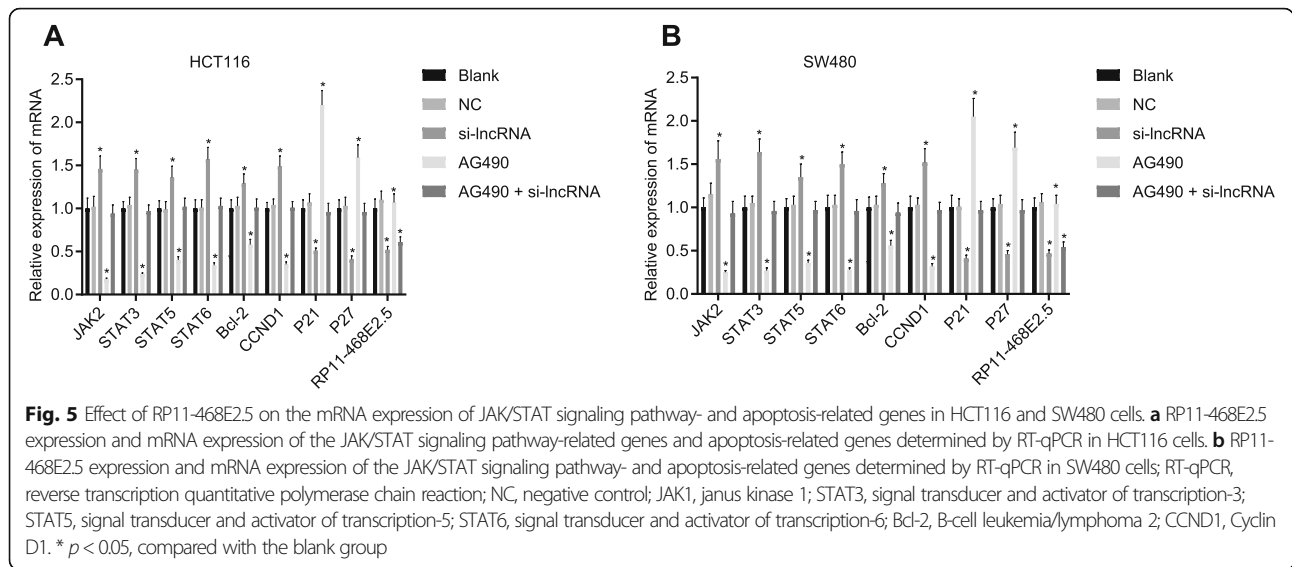 A
HCT116
Relative expression of mRNA
2.5
2.0
1.5
1.0
0.5
0.0
* * * * * * * * * * * * * * * * * * *
JAK2
STAT3
STAT5
STAT6
Bcl-2
CCND1
P21
P27
RP11-468E2.5
Blank
NC
si-lncRNA
AG490
AG490 + si-lncRNA
B
SW480
Relative expression of mRNA
2.5
2.0
1.5
1.0
0.5
0.0
* * * * * * * * * * * * * * * * * * *
JAK2
STAT3
STAT5
STAT6
Bcl-2
CCND1
P21
P27
RP11-468E2.5
Blank
NC
si-lncRNA
AG490
AG490 + si-lncRNA
Fig. 5 Effect of RP11-468E2.5 on the mRNA expression of JAK/STAT signaling pathway- and apoptosis-related genes in HCT116 and SW480 cells. a RP11-468E2.5
expression and mRNA expression of the JAK/STAT signaling pathway-related genes and apoptosis-related genes determined by RT-qPCR in HCT116 cells. b RP11-
468E2.5 expression and mRNA expression of the JAK/STAT signaling pathway- and apoptosis-related genes determined by RT-qPCR in SW480 cells; RT-qPCR,
reverse transcription quantitative polymerase chain reaction; NC, negative control; JAK1, janus kinase 1; STAT3, signal transducer and activator of transcription-3;
STAT5, signal transducer and activator of transcription-5; STAT6, signal transducer and activator of transcription-6; Bcl-2, B-cell leukemia/lymphoma 2; CCND1, Cyclin
D1. * p < 0.05, compared with the blank group